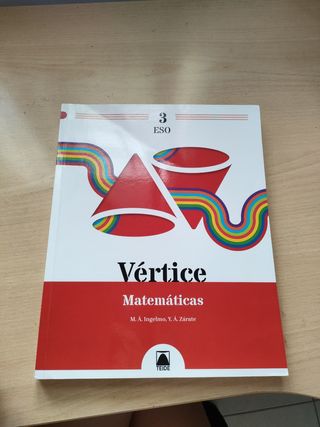 3
ESO
Vértice
Matemáticas
M. À. Ingelmo, Y. Á. Zárate
TEIDE